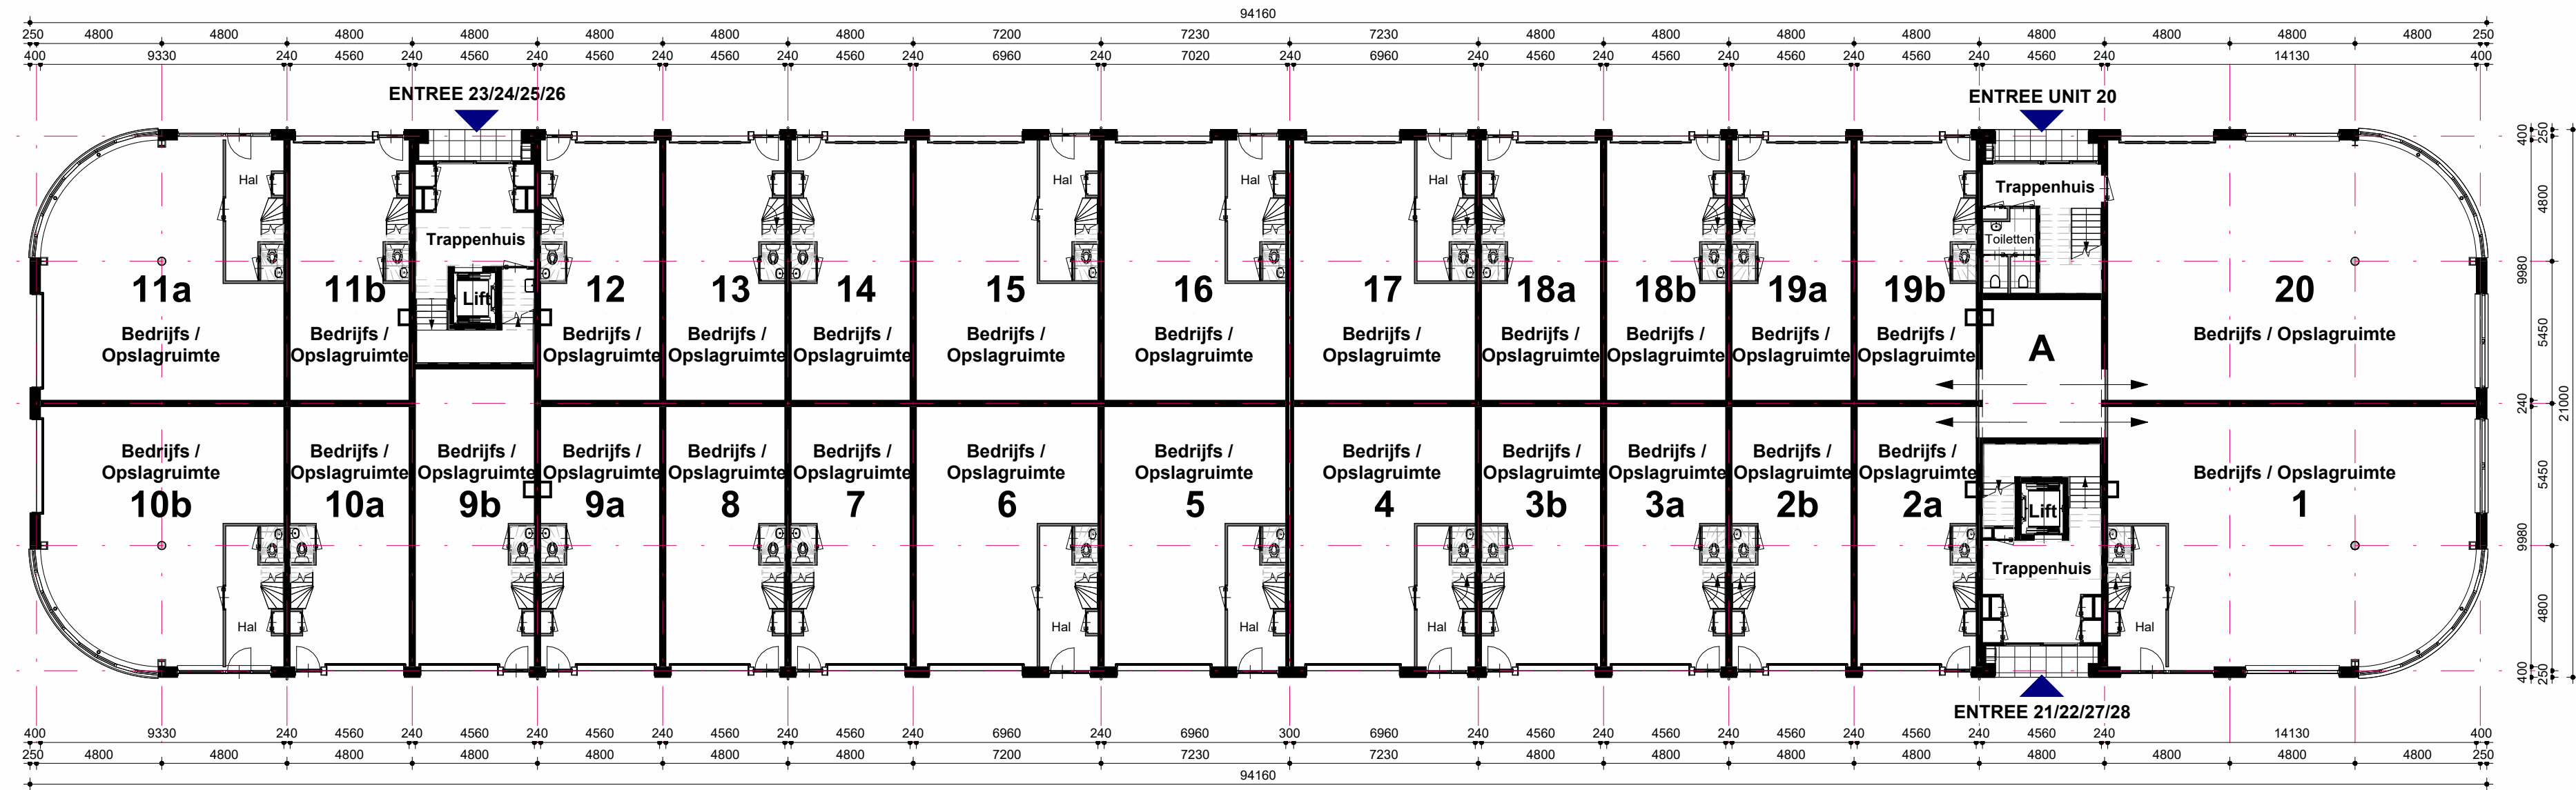 94160
250 4800 4800 4800 4800 4800 4800 4800 7200 7230 7230 4800 4800 4800 4800 4800 4800 4800 4800 250
400 9330 240 4560 240 4560 240 4560 240 4560 240 4560 240 6960 240 7020 240 6960 240 4560 240 4560 240 4560 240 4560 240 4560 240 14130 400
ENTREE 23/24/25/26
ENTREE UNIT 20
Hal Hal Hal Hal
Trappenhuis
Toiletten
Trappenhuis
Lift
11a
Bedrijfs /
Opslagruimte
11b
Bedrijfs /
Opslagruimte
12
Bedrijfs /
Opslagruimte
13
Bedrijfs /
Opslagruimte
14
Bedrijfs /
Opslagruimte
15
Bedrijfs /
Opslagruimte
16
Bedrijfs /
Opslagruimte
17
Bedrijfs /
Opslagruimte
18a
Bedrijfs /
Opslagruimte
18b
Bedrijfs /
Opslagruimte
19a
Bedrijfs /
Opslagruimte
19b
Bedrijfs /
Opslagruimte
A
20
Bedrijfs / Opslagruimte
Bedrijfs /
Opslagruimte
10b
Bedrijfs /
Opslagruimte
10a
Bedrijfs /
Opslagruimte
9b
Bedrijfs /
Opslagruimte
9a
Bedrijfs /
Opslagruimte
8
Bedrijfs /
Opslagruimte
7
Bedrijfs /
Opslagruimte
6
Bedrijfs /
Opslagruimte
5
Bedrijfs /
Opslagruimte
4
Bedrijfs /
Opslagruimte
3b
Bedrijfs /
Opslagruimte
3a
Bedrijfs /
Opslagruimte
2b
Bedrijfs /
Opslagruimte
2a
Bedrijfs / Opslagruimte
1
Lift
Trappenhuis
Hal Hal Hal Hal Hal
ENTREE 21/22/27/28
400 4800 5450 240 5450 4800 400
250 9980 9980 250
21000
400 9330 240 4560 240 4560 240 4560 240 4560 240 4560 240 6960 240 6960 300 6960 240 4560 240 4560 240 4560 240 4560 240 4560 240 14130 400
250 4800 4800 4800 4800 4800 4800 4800 7200 7230 7230 4800 4800 4800 4800 4800 4800 4800 4800 250
94160